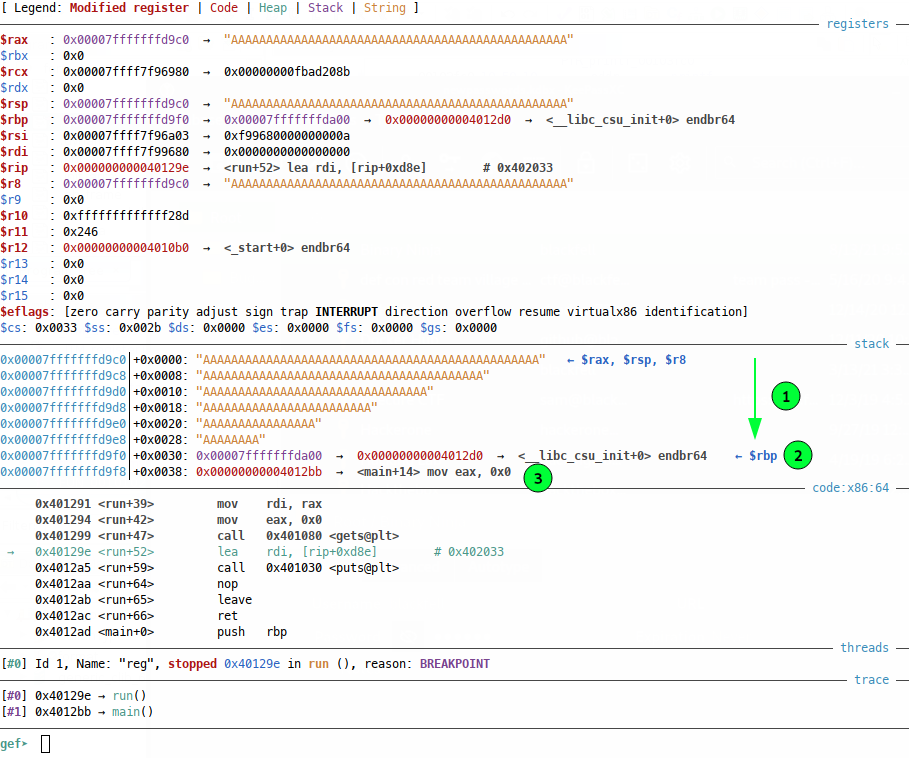 [ Legend: Modified register | Code | Heap | Stack | String ]
registers
$rax   : 0x00007fffffffd9c0  →  "AAAAAAAAAAAAAAAAAAAAAAAAAAAAAAAAAAAAAAAAAAAAAAAA"
$rbx   : 0x0
$rcx   : 0x00007ffff7f96980  →  0x00000000fbad208b
$rdx   : 0x0
$rsp   : 0x00007fffffffd9c0  →  "AAAAAAAAAAAAAAAAAAAAAAAAAAAAAAAAAAAAAAAAAAAAAAAA"
$rbp   : 0x00007fffffffd9f0  →  0x00007fffffffda00  →  0x00000000004012d0  →  <__libc_csu_init+0> endbr64
$rsi   : 0x00007ffff7f96a03  →  0xf99680000000000a
$rdi   : 0x00007ffff7f99680  →  0x0000000000000000
$rip   : 0x000000000040129e  →  <run+52> lea rdi, [rip+0xd8e]        # 0x402033
$r8    : 0x00007fffffffd9c0  →  "AAAAAAAAAAAAAAAAAAAAAAAAAAAAAAAAAAAAAAAAAAAAAAAA"
$r9    : 0x0
$r10   : 0xfffffffffffff28d
$r11   : 0x246
$r12   : 0x00000000004010b0  →  <_start+0> endbr64
$r13   : 0x0
$r14   : 0x0
$r15   : 0x0
$eflags: [zero carry parity adjust sign trap INTERRUPT direction overflow resume virtualx86 identification]
$cs: 0x0033 $ss: 0x002b $ds: 0x0000 $es: 0x0000 $fs: 0x0000 $gs: 0x0000
stack
0x00007fffffffd9c0│+0x0000: "AAAAAAAAAAAAAAAAAAAAAAAAAAAAAAAAAAAAAAAAAAAAAAAA"   ← $rax, $rsp, $r8
0x00007fffffffd9c8│+0x0008: "AAAAAAAAAAAAAAAAAAAAAAAAAAAAAAAAAAAAAAAA"
0x00007fffffffd9d0│+0x0010: "AAAAAAAAAAAAAAAAAAAAAAAAAAAAAAAA"
1
0x00007fffffffd9d8│+0x0018: "AAAAAAAAAAAAAAAAAAAAAAAA"
0x00007fffffffd9e0│+0x0020: "AAAAAAAAAAAAAAAA"
0x00007fffffffd9e8│+0x0028: "AAAAAAAA"
0x00007fffffffd9f0│+0x0030: 0x00007fffffffda00  →  0x00000000004012d0  →  <__libc_csu_init+0> endbr64    ← $rbp 2
0x00007fffffffd9f8│+0x0038: 0x00000000004012bb  →  <main+14> mov eax, 0x0 3
code:x86:64
0x401291 <run+39>         mov    rdi, rax
0x401294 <run+42>         mov    eax, 0x0
0x401299 <run+47>         call   0x401080 <gets@plt>
→   0x40129e <run+52>         lea    rdi, [rip+0xd8e]        # 0x402033
0x4012a5 <run+59>         call   0x401030 <puts@plt>
0x4012aa <run+64>         nop
0x4012ab <run+65>         leave
0x4012ac <run+66>         ret
0x4012ad <main+0>         push   rbp
threads
[#0] Id 1, Name: "reg", stopped 0x40129e in run (), reason: BREAKPOINT
trace
[#0] 0x40129e → run()
[#1] 0x4012bb → main()
gef➤